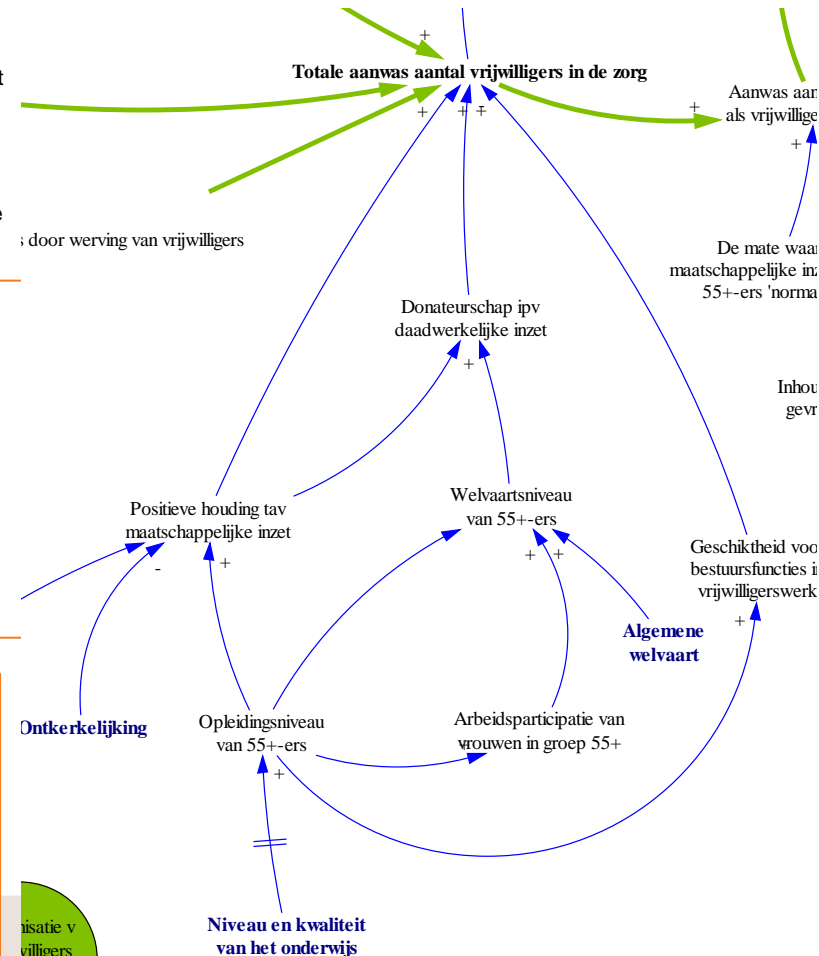 Totale aanwas aantal vrijwilligers in de zorg
t
Aanwas aan
als vrijwillige
e
s door werving van vrijwilligers
De mate waar
maatschappelijke inz
55+-ers 'norma
Donateurschap ipv
daadwerkelijke inzet
Inhou
gevr
Positieve houding tav
maatschappelijke inzet
Welvaartsniveau
van 55+-ers
Geschiktheid voo
bestuursfuncties i
vrijwilligerswerk
Algemene
welvaart
Ontkerkelijking
Opleidingsniveau
van 55+-ers
Arbeidsparticipatie van
vrouwen in groep 55+
Niveau en kwaliteit
van het onderwijs
nisatie v
willigers